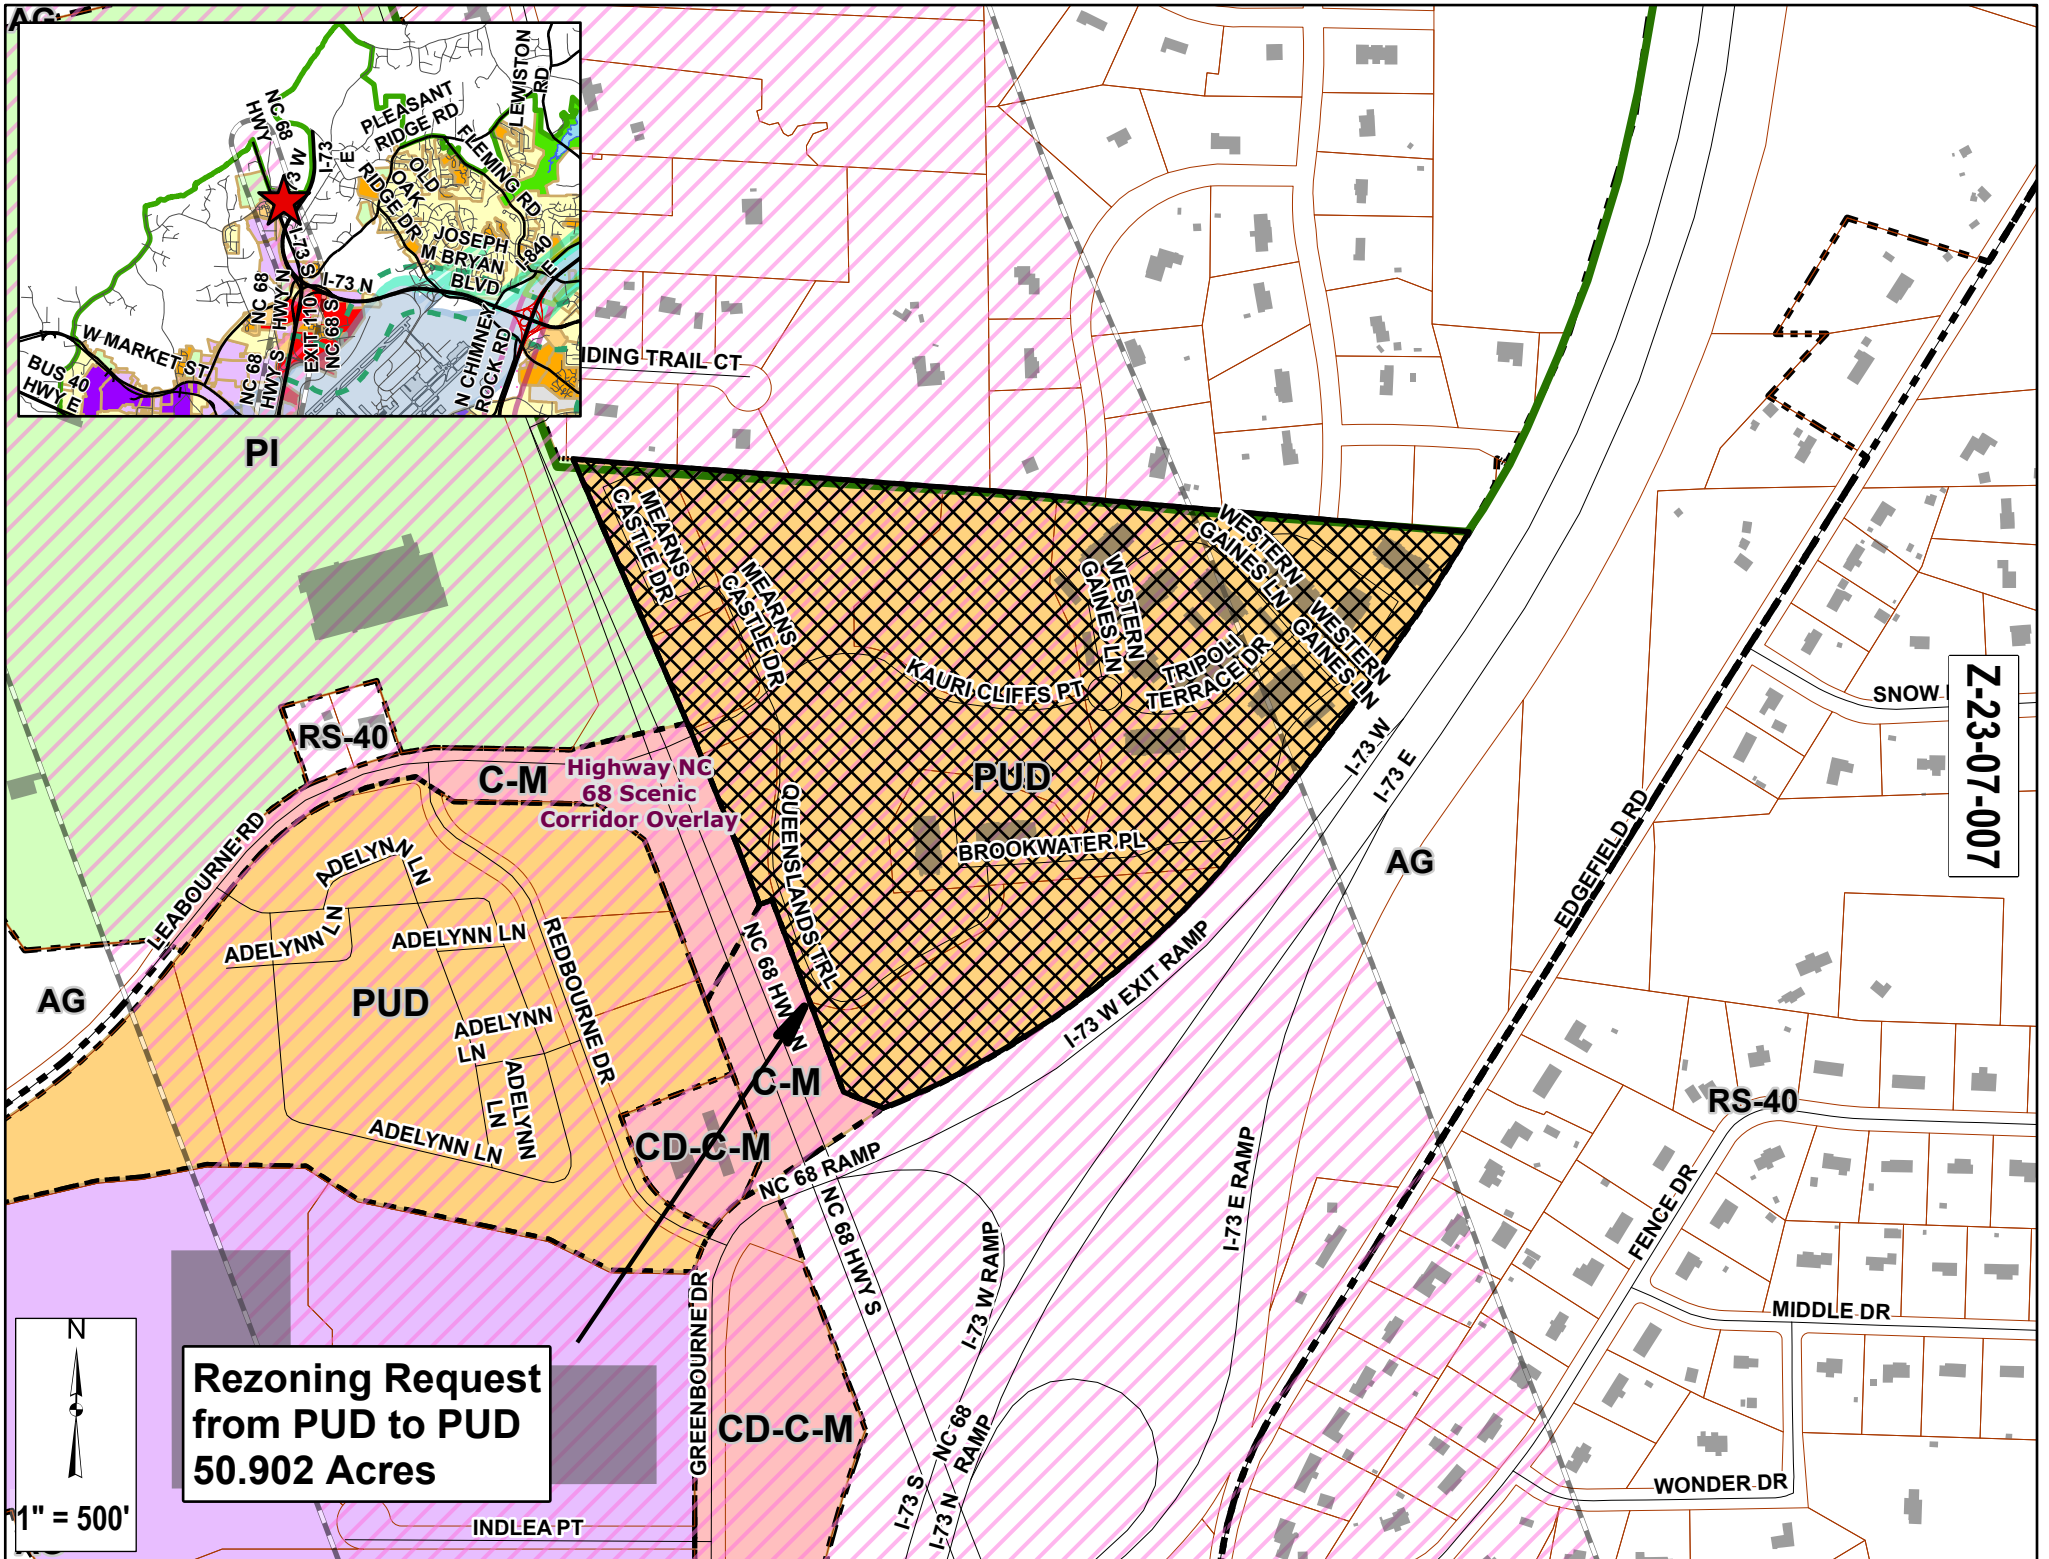 AG
NC 68
HWY
I-73
E
73 W
PLEASANT
RIDGE RD
LEWISTON
RD
FLEMING RD
OLD
OAK
RIDGE DR
JOSEPH
M BRYAN
BLVD
I-840
E
I-73 S
I-73 N
NC 68
HWY N
EXIT 110
NC 68 S
NC 68
HWY S
W MARKET ST
BUS 40
HWY E
N CHIMNEY
ROCK RD
IDING TRAIL CT
PI
MEARNS
CASTLE DR
MEARNS
CASTLE DR
WESTERN
GAINES LN
WESTERN
GAINES LN
WESTERN
GAINES LN
TRIPOLI
TERRACE DR
KAURI CLIFFS PT
PUD
BROOKWATER PL
QUEENSLANDS TRL
RS-40
C-M
Highway NC
68 Scenic
Corridor Overlay
I-73 W
I-73 E
AG
EDGEFIELD RD
SNOW
Z-23-07-007
LEABOURNE RD
ADELYNN LN
ADELYNN LN
ADELYNN LN
ADELYNN
LN
ADELYNN
LN
ADELYNN LN
REDBOURNE DR
AG
PUD
NC 68 HWY N
C-M
CD-C-M
I-73 W EXIT RAMP
NC 68 RAMP
NC 68 HWY S
I-73 W RAMP
I-73 E RAMP
RS-40
FENCE DR
MIDDLE DR
WONDER DR
GREENBOURNE DR
CD-C-M
I-73 S
NC 68
I-73 N
RAMP
INDLEA PT
N
1" = 500'
Rezoning Request
from PUD to PUD
50.902 Acres